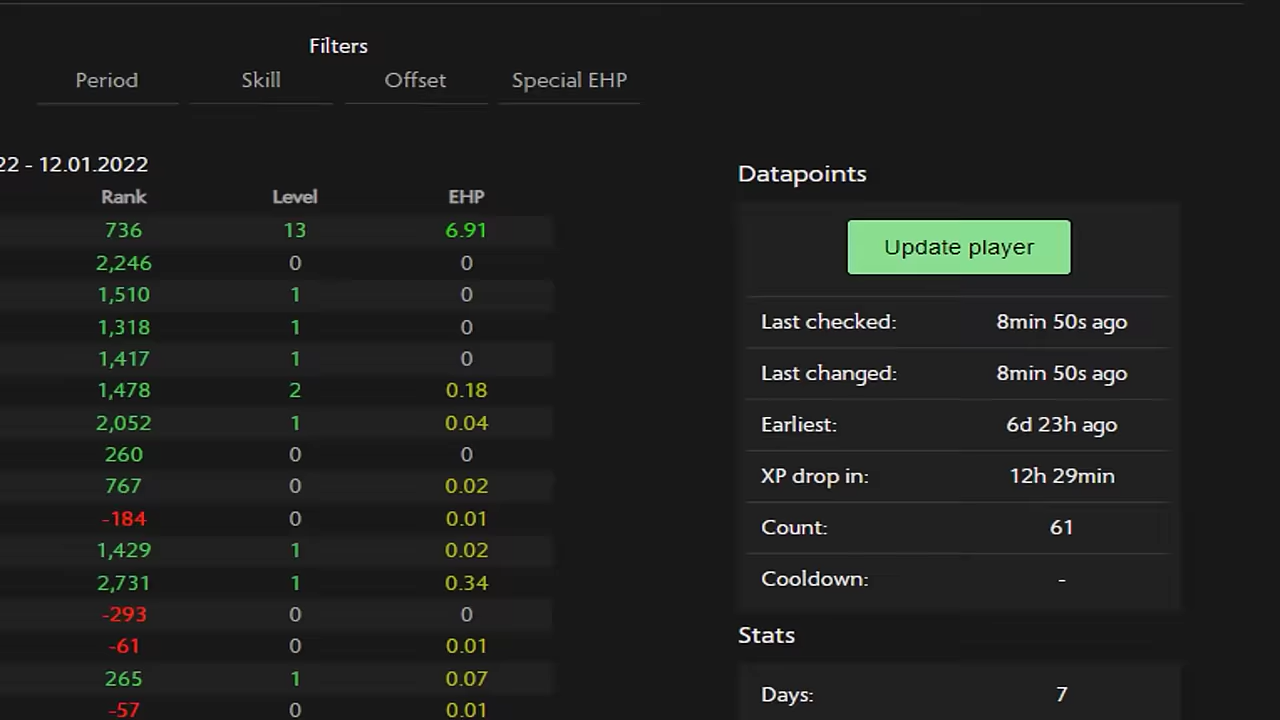 Filters
Period Skill Offset Special EHP
22 - 12.01.2022
Rank Level EHP
736 13 6.91
2,246 0 0
1,510 1 0
1,318 1 0
1,417 1 0
1,478 2 0.18
2,052 1 0.04
260 0 0
767 0 0.02
-184 0 0.01
1,429 1 0.02
2,731 1 0.34
-293 0 0
-61 0 0.01
265 1 0.07
-57 0 0.01
Datapoints
Update player
Last checked: 8min 50s ago
Last changed: 8min 50s ago
Earliest: 6d 23h ago
XP drop in: 12h 29min
Count: 61
Cooldown: -
Stats
Days: 7